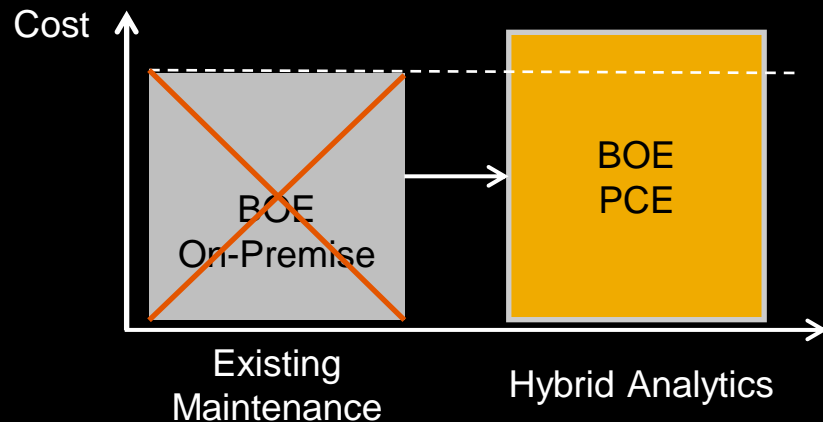 Cost
BOE
On-Premise
BOE
PCE
Existing
Maintenance
Hybrid Analytics